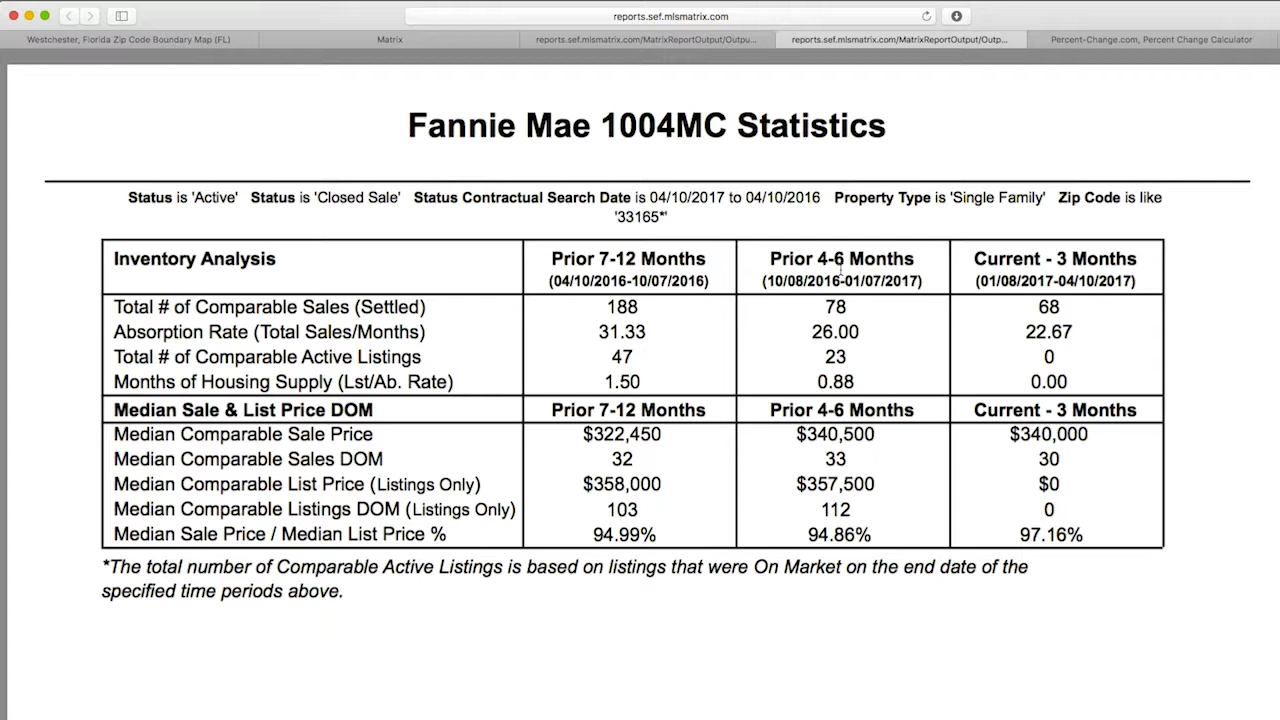 reports.sef.mlsmatrix.com
Westchester, Florida Zip Code Boundary Map (FL)
Matrix
reports.sef.mlsmatrix.com/MatrixReportOutput/Outpu...
reports.sef.mlsmatrix.com/MatrixReportOutput/Outp...
Percent-Change.com, Percent Change Calculator
Fannie Mae 1004MC Statistics
Status is 'Active' Status is 'Closed Sale' Status Contractual Search Date is 04/10/2017 to 04/10/2016 Property Type is 'Single Family' Zip Code is like
'33165*'
Inventory Analysis Prior 7-12 Months Prior 4-6 Months Current - 3 Months
(04/10/2016-10/07/2016) (10/08/2016-01/07/2017) (01/08/2017-04/10/2017)
Total # of Comparable Sales (Settled) 188 78 68
Absorption Rate (Total Sales/Months) 31.33 26.00 22.67
Total # of Comparable Active Listings 47 23 0
Months of Housing Supply (Lst/Ab. Rate) 1.50 0.88 0.00
Median Sale & List Price DOM Prior 7-12 Months Prior 4-6 Months Current - 3 Months
Median Comparable Sale Price $322,450 $340,500 $340,000
Median Comparable Sales DOM 32 33 30
Median Comparable List Price (Listings Only) $358,000 $357,500 $0
Median Comparable Listings DOM (Listings Only) 103 112 0
Median Sale Price / Median List Price % 94.99% 94.86% 97.16%
*The total number of Comparable Active Listings is based on listings that were On Market on the end date of the
specified time periods above.